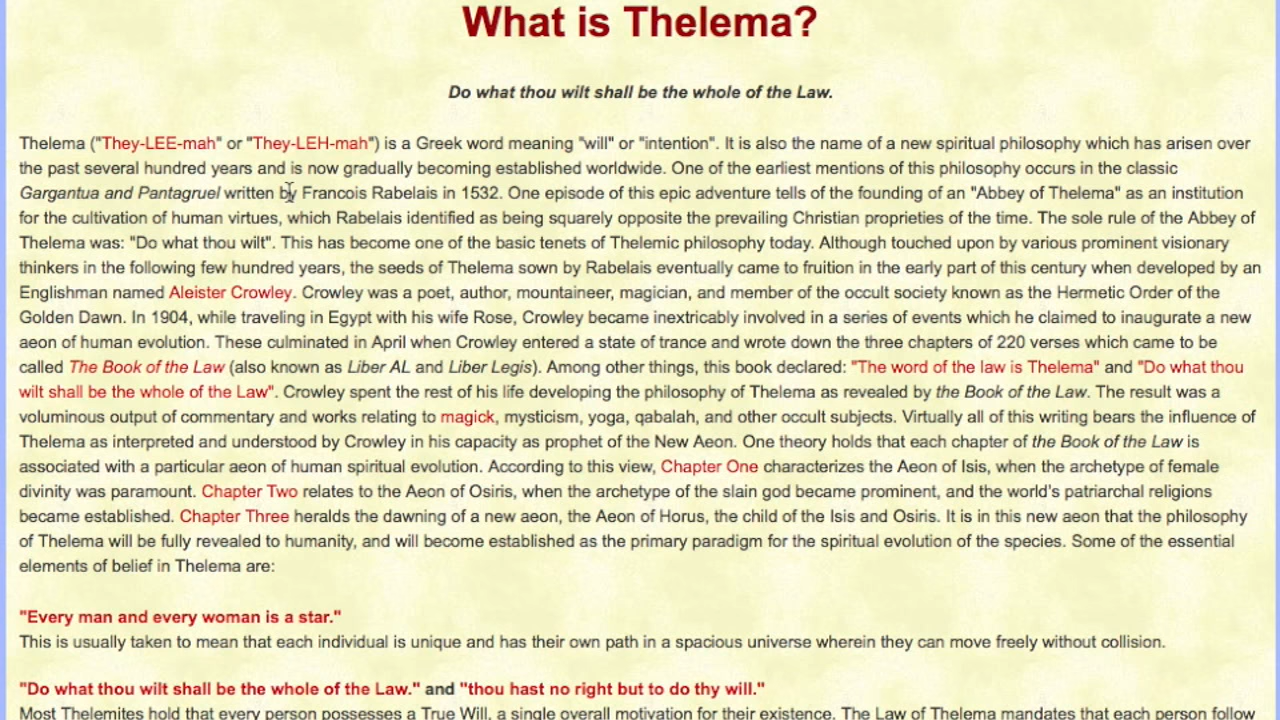 What is Thelema?
Do what thou wilt shall be the whole of the Law.
Thelema ("They-LEE-mah" or "They-LEH-mah") is a Greek word meaning "will" or "intention". It is also the name of a new spiritual philosophy which has arisen over
the past several hundred years and is now gradually becoming established worldwide. One of the earliest mentions of this philosophy occurs in the classic
Gargantua and Pantagruel written by Francois Rabelais in 1532. One episode of this epic adventure tells of the founding of an "Abbey of Thelema" as an institution
for the cultivation of human virtues, which Rabelais identified as being squarely opposite the prevailing Christian proprieties of the time. The sole rule of the Abbey of
Thelema was: "Do what thou wilt". This has become one of the basic tenets of Thelemic philosophy today. Although touched upon by various prominent visionary
thinkers in the following few hundred years, the seeds of Thelema sown by Rabelais eventually came to fruition in the early part of this century when developed by an
Englishman named Aleister Crowley. Crowley was a poet, author, mountaineer, magician, and member of the occult society known as the Hermetic Order of the
Golden Dawn. In 1904, while traveling in Egypt with his wife Rose, Crowley became inextricably involved in a series of events which he claimed to inaugurate a new
aeon of human evolution. These culminated in April when Crowley entered a state of trance and wrote down the three chapters of 220 verses which came to be
called The Book of the Law (also known as Liber AL and Liber Legis). Among other things, this book declared: "The word of the law is Thelema" and "Do what thou
wilt shall be the whole of the Law". Crowley spent the rest of his life developing the philosophy of Thelema as revealed by the Book of the Law. The result was a
voluminous output of commentary and works relating to magick, mysticism, yoga, qabalah, and other occult subjects. Virtually all of this writing bears the influence of
Thelema as interpreted and understood by Crowley in his capacity as prophet of the New Aeon. One theory holds that each chapter of the Book of the Law is
associated with a particular aeon of human spiritual evolution. According to this view, Chapter One characterizes the Aeon of Isis, when the archetype of female
divinity was paramount. Chapter Two relates to the Aeon of Osiris, when the archetype of the slain god became prominent, and the world's patriarchal religions
became established. Chapter Three heralds the dawning of a new aeon, the Aeon of Horus, the child of the Isis and Osiris. It is in this new aeon that the philosophy
of Thelema will be fully revealed to humanity, and will become established as the primary paradigm for the spiritual evolution of the species. Some of the essential
elements of belief in Thelema are:
"Every man and every woman is a star."
This is usually taken to mean that each individual is unique and has their own path in a spacious universe wherein they can move freely without collision.
"Do what thou wilt shall be the whole of the Law." and "thou hast no right but to do thy will."
Most Thelemites hold that every person possesses a True Will, a single overall motivation for their existence. The Law of Thelema mandates that each person follow